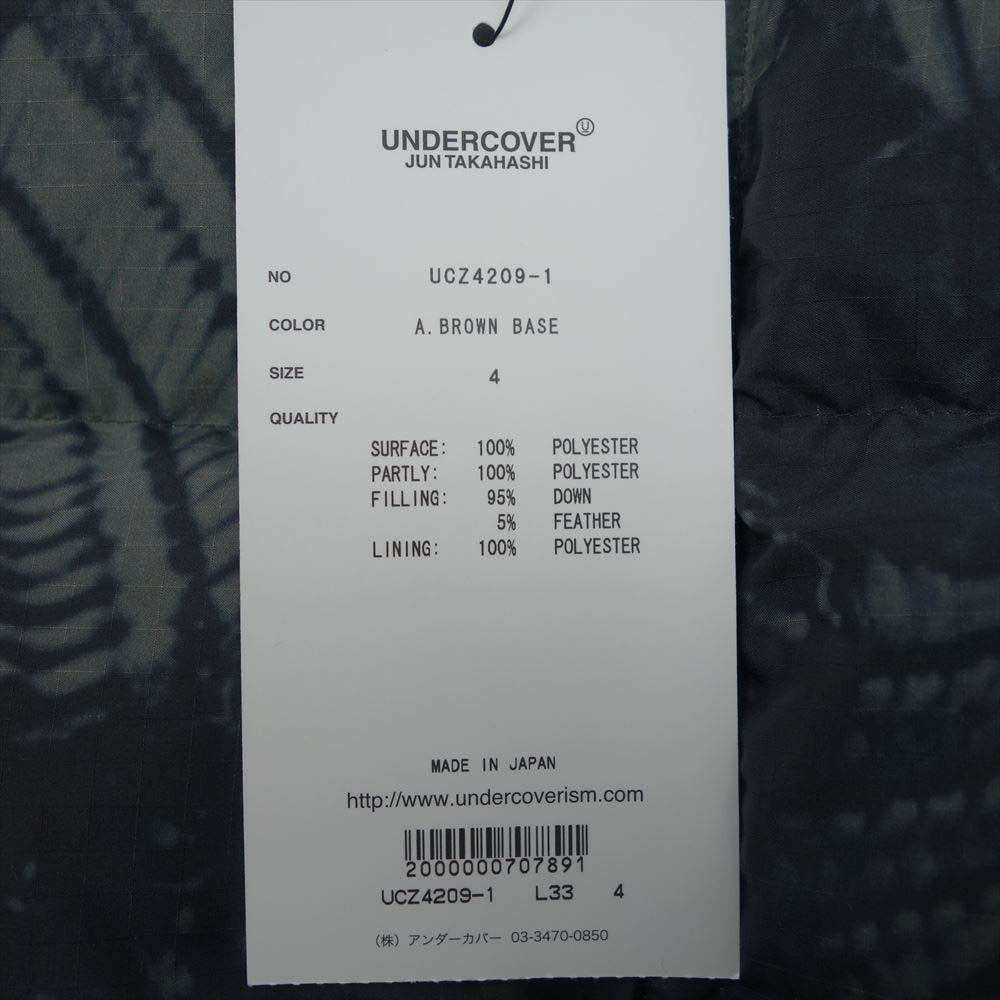 UNDERCOVER Ⓤ
JUN TAKAHASHI
NO UCZ4209-1
COLOR A.BROWN BASE
SIZE 4
QUALITY
SURFACE: 100% POLYESTER
PARTLY: 100% POLYESTER
FILLING: 95% DOWN
5% FEATHER
LINING: 100% POLYESTER
MADE IN JAPAN
http://www.undercoverism.com
2000000707891
UCZ4209-1 L33 4
(株) アンダーカバー 03-3470-0850